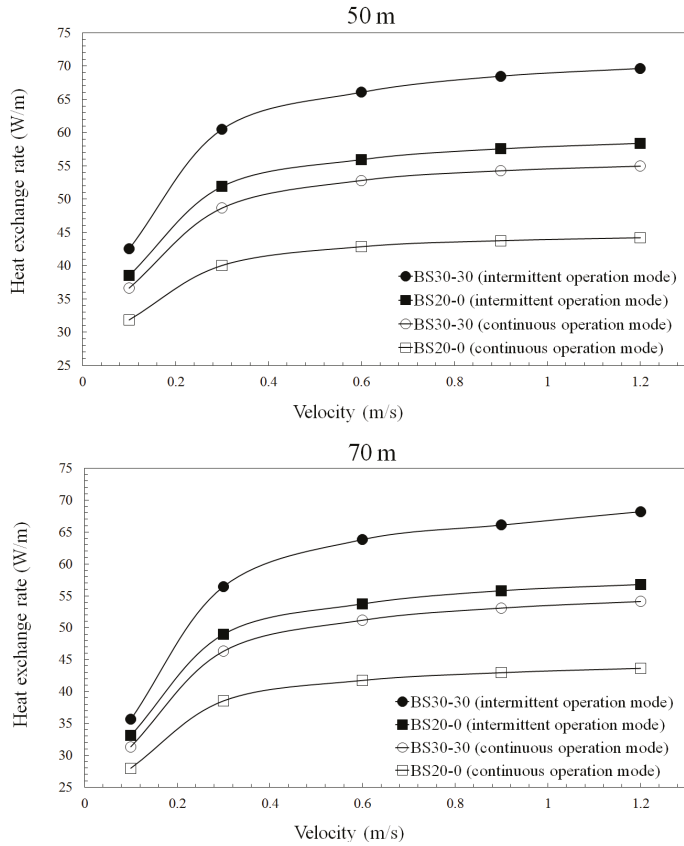 50 m
Heat exchange rate (W/m)
75
70
65
60
55
50
45
40
35
30
25
BS30-30 (intermittent operation mode)
BS20-0 (intermittent operation mode)
BS30-30 (continuous operation mode)
BS20-0 (continuous operation mode)
0 0.2 0.4 0.6 0.8 1 1.2
Velocity (m/s)
70 m
Heat exchange rate (W/m)
75
70
65
60
55
50
45
40
35
30
25
BS30-30 (intermittent operation mode)
BS20-0 (intermittent operation mode)
BS30-30 (continuous operation mode)
BS20-0 (continuous operation mode)
0 0.2 0.4 0.6 0.8 1 1.2
Velocity (m/s)